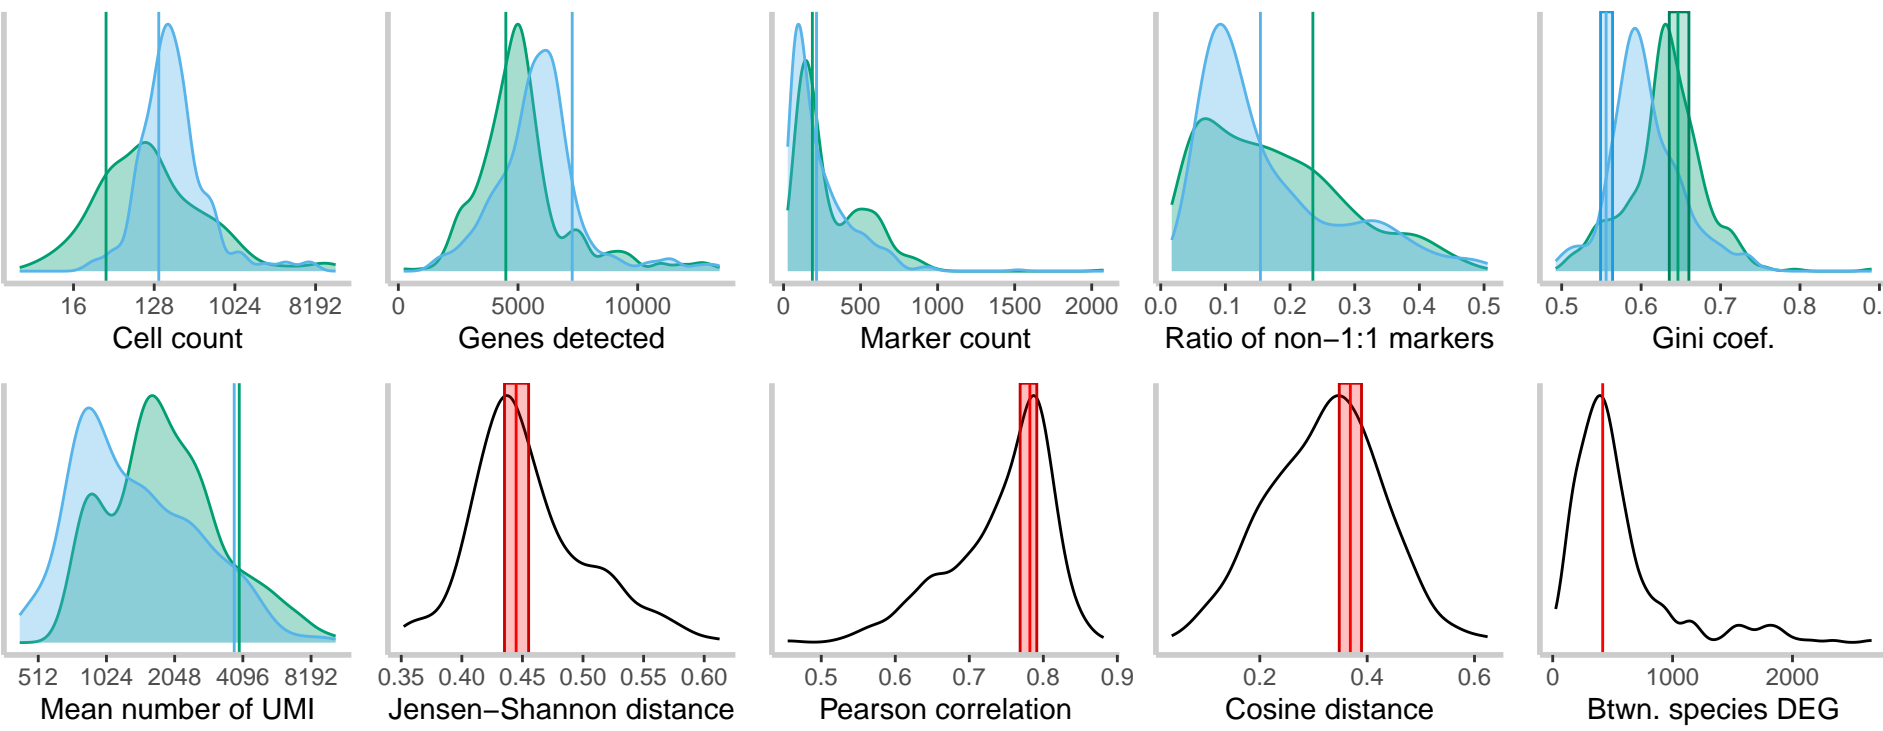 16 128 1024 8192
Cell count
0 5000 10000
Genes detected
0 500 1000 1500 2000
Marker count
0.0 0.1 0.2 0.3 0.4 0.5
Ratio of non−1:1 markers
0.5 0.6 0.7 0.8 0.
Gini coef.
512 1024 2048 4096 8192
Mean number of UMI
0.35 0.40 0.45 0.50 0.55 0.60
Jensen−Shannon distance
0.5 0.6 0.7 0.8 0.9
Pearson correlation
0.2 0.4 0.6
Cosine distance
0 1000 2000
Btwn. species DEG